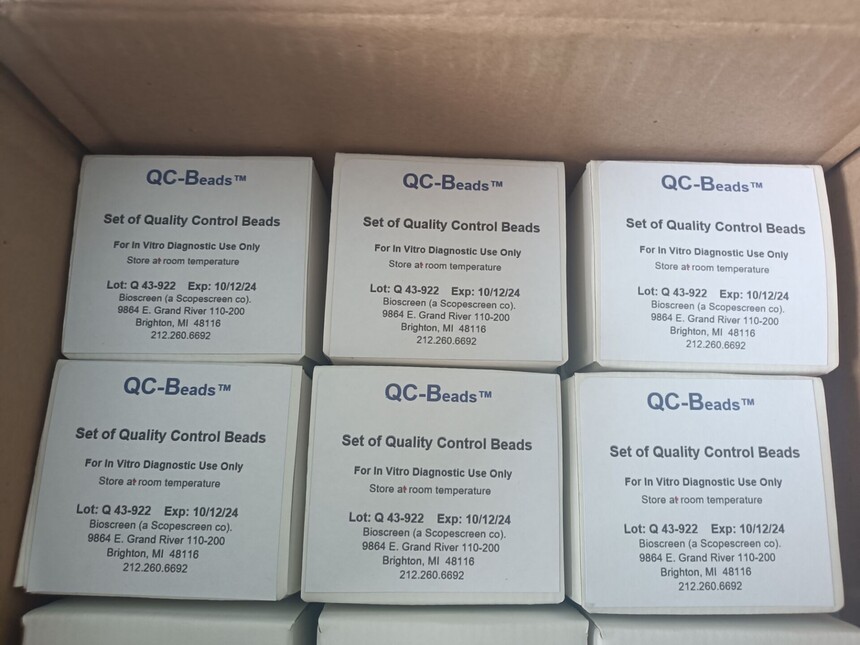 QC-Beads™
Set of Quality Control Beads
For In Vitro Diagnostic Use Only
Store at room temperature
Lot: Q 43-922 Exp: 10/12/24
Bioscreen (a Scopescreen co).
9864 E. Grand River 110-200
Brighton, MI 48116
212.260.6692
QC-Beads™
Set of Quality Control Beads
For In Vitro Diagnostic Use Only
Store at room temperature
Lot: Q 43-922 Exp: 10/12/24
Bioscreen (a Scopescreen co).
9864 E. Grand River 110-200
Brighton, MI 48116
212.260.6692
QC-Beads™
Set of Quality Control Beads
For In Vitro Diagnostic Use Only
Store at room temperature
Lot: Q 43-922 Exp: 10/12/24
Bioscreen (a Scopescreen co).
9864 E. Grand River 110-200
Brighton, MI 48116
212.260.6692
QC-Beads™
Set of Quality Control Beads
For In Vitro Diagnostic Use Only
Store at room temperature
Lot: Q 43-922 Exp: 10/12/24
Bioscreen (a Scopescreen co).
9864 E. Grand River 110-200
Brighton, MI 48116
212.260.6692
QC-Beads™
Set of Quality Control Beads
For In Vitro Diagnostic Use Only
Store at room temperature
Lot: Q 43-922 Exp: 10/12/24
Bioscreen (a Scopescreen co).
9864 E. Grand River 110-200
Brighton, MI 48116
212.260.6692
QC-Beads™
Set of Quality Control Beads
For In Vitro Diagnostic Use Only
Store at room temperature
Lot: Q 43-922 Exp: 10/12/24
Bioscreen (a Scopescreen co).
9864 E. Grand River 110-200
Brighton, MI 48116
212.260.6692